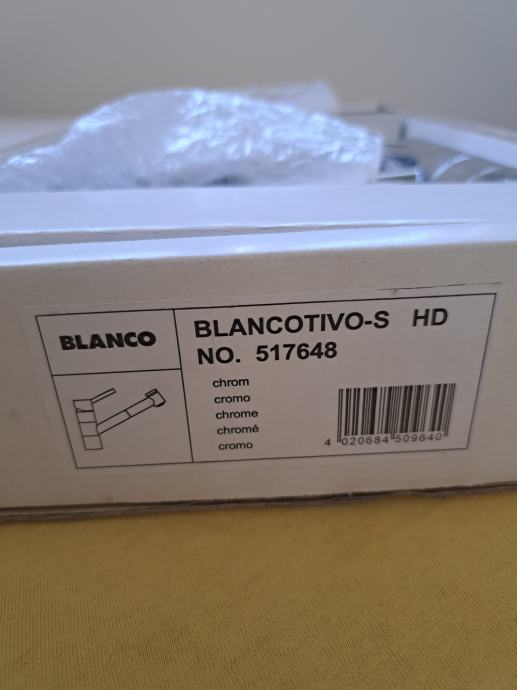 BLANCO
BLANCOTIVO-S HD
NO. 517648
chrom
cromo
chrome
chromé
cromo
4 020684 509640